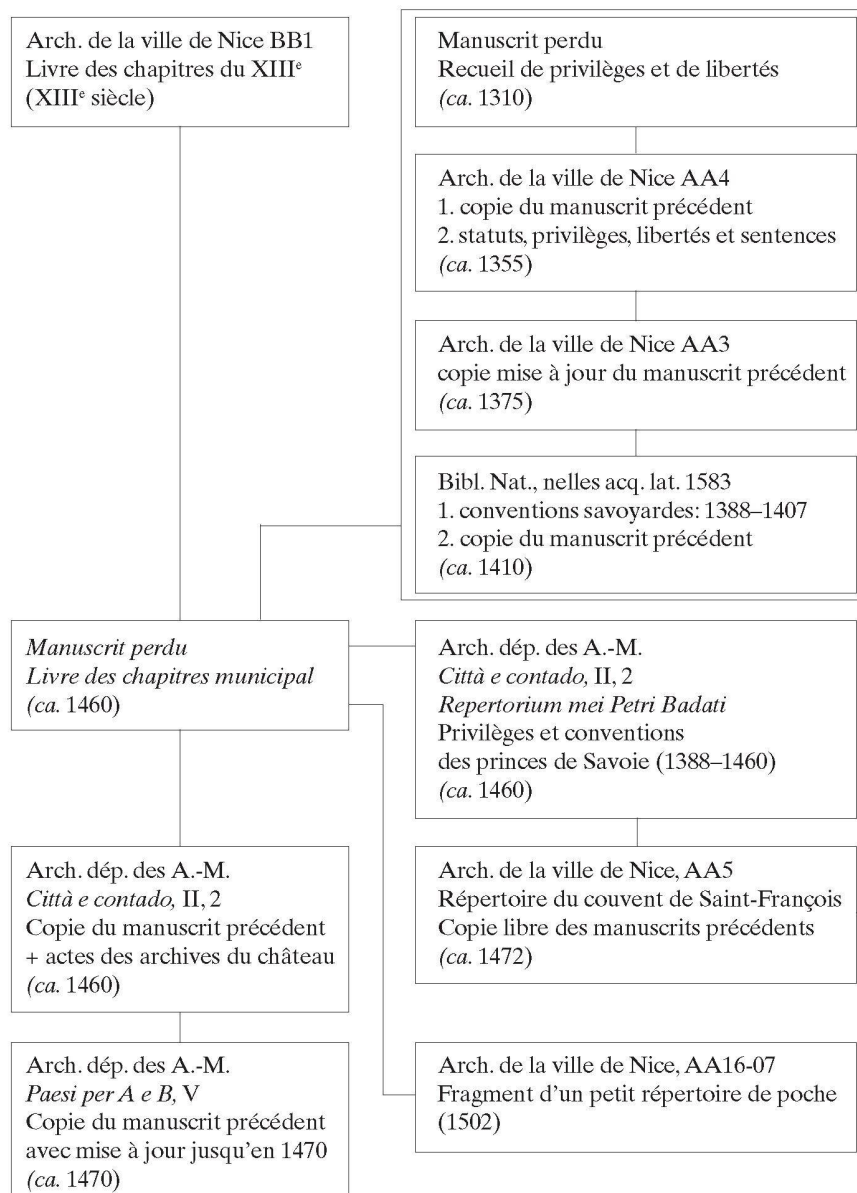 Arch. de la ville de Nice BB1
Livre des chapitres du XIIIᵉ
(XIIIᵉ siècle)
Manuscrit perdu
Recueil de privilèges et de libertés
(ca. 1310)
Arch. de la ville de Nice AA4
1. copie du manuscrit précédent
2. statuts, privilèges, libertés et sentences
(ca. 1355)
Arch. de la ville de Nice AA3
copie mise à jour du manuscrit précédent
(ca. 1375)
Bibl. Nat., nelles acq. lat. 1583
1. conventions savoyardes: 1388–1407
2. copie du manuscrit précédent
(ca. 1410)
Manuscrit perdu
Livre des chapitres municipal
(ca. 1460)
Arch. dép. des A.-M.
Città e contado, II, 2
Repertorium mei Petri Badati
Privilèges et conventions
des princes de Savoie (1388–1460)
(ca. 1460)
Arch. dép. des A.-M.
Città e contado, II, 2
Copie du manuscrit précédent
+ actes des archives du château
(ca. 1460)
Arch. de la ville de Nice, AA5
Répertoire du couvent de Saint-François
Copie libre des manuscrits précédents
(ca. 1472)
Arch. dép. des A.-M.
Paesi per A e B, V
Copie du manuscrit précédent
avec mise à jour jusqu'en 1470
(ca. 1470)
Arch. de la ville de Nice, AA16-07
Fragment d'un petit répertoire de poche
(1502)